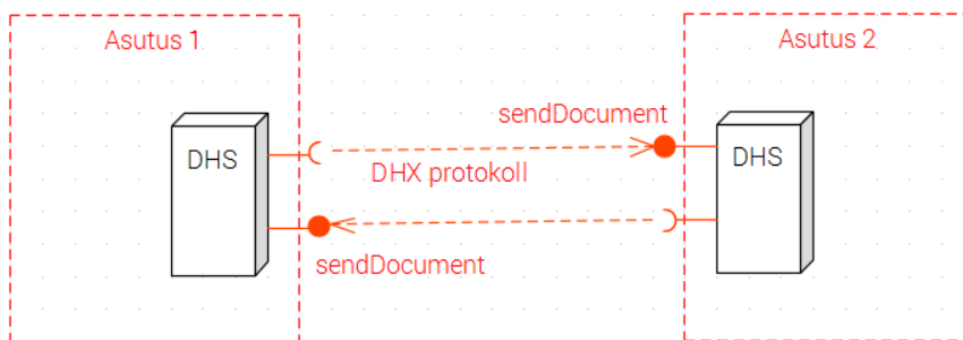 Asutus 1
Asutus 2
sendDocument
DHS
DHS
DHX protokoll
sendDocument